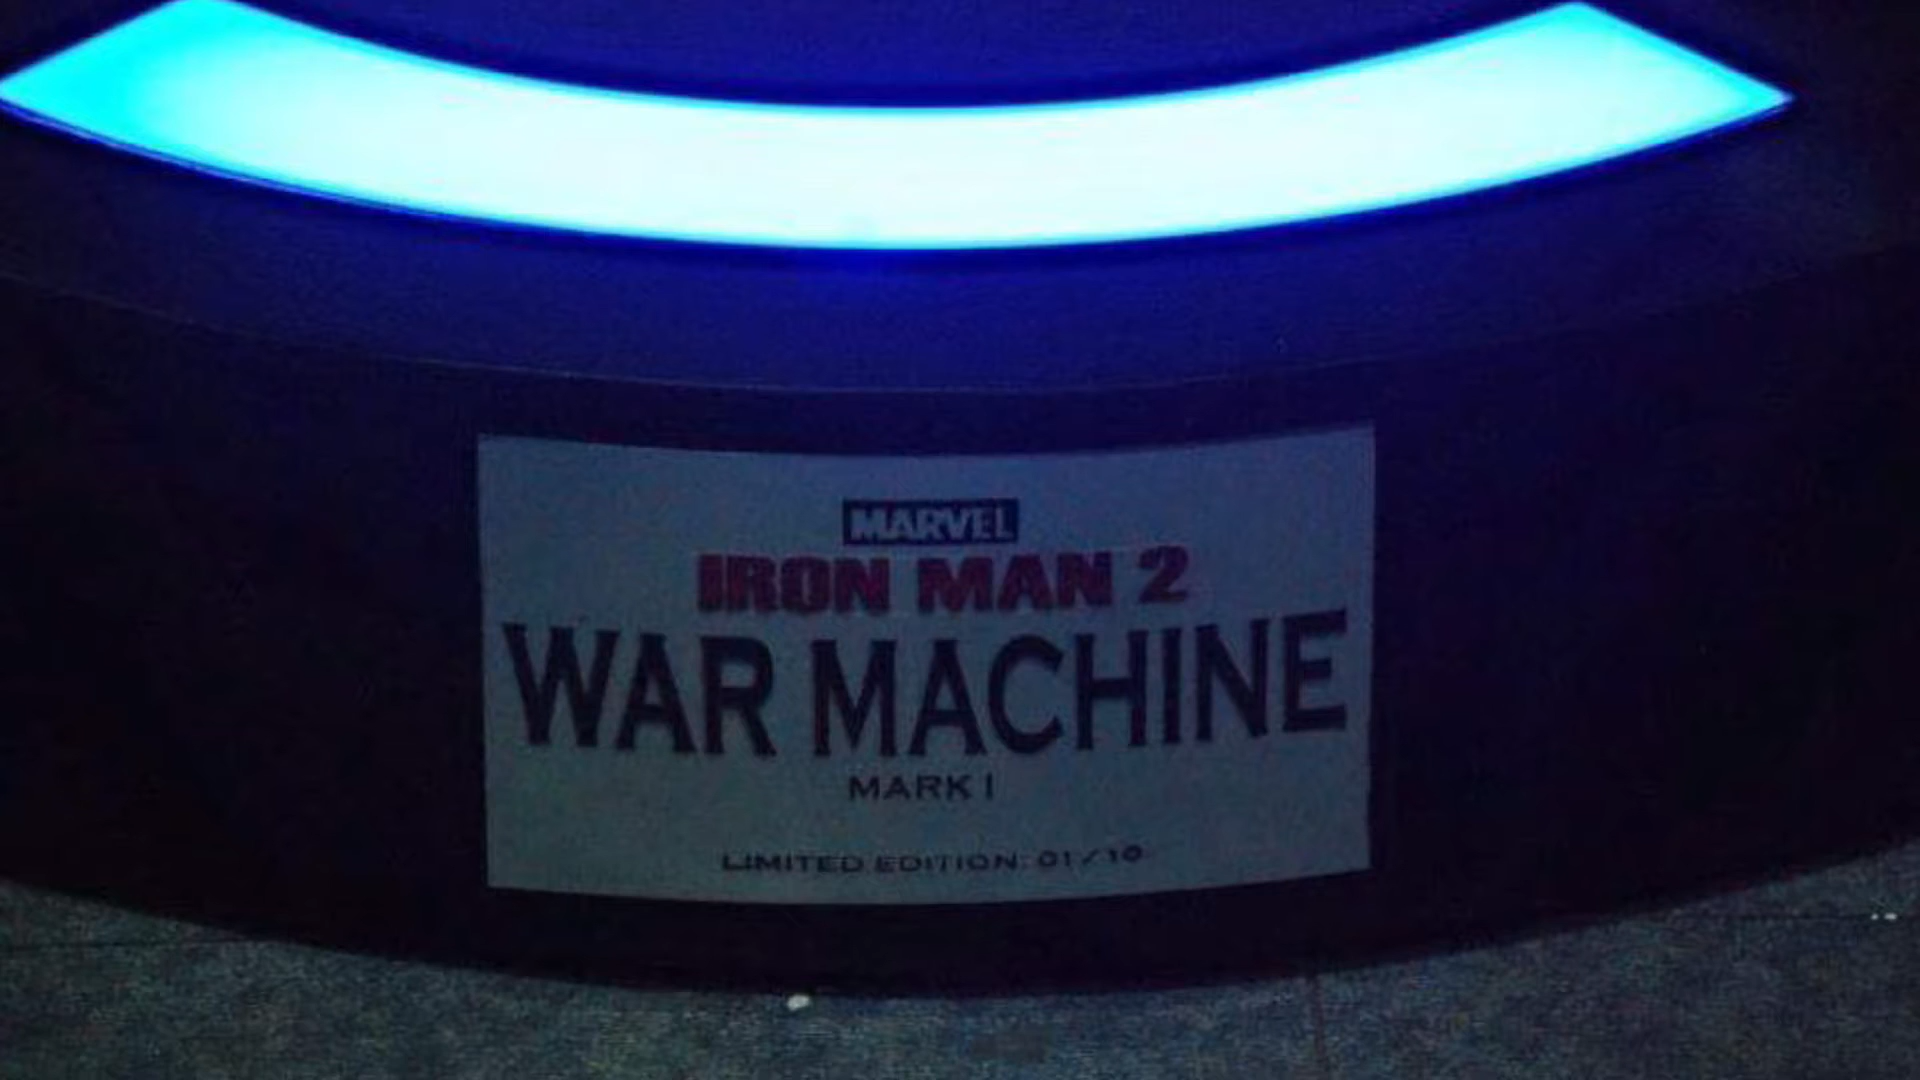 MARVEL
IRON MAN 2
WAR MACHINE
MARK I
LIMITED EDITION: 01/10